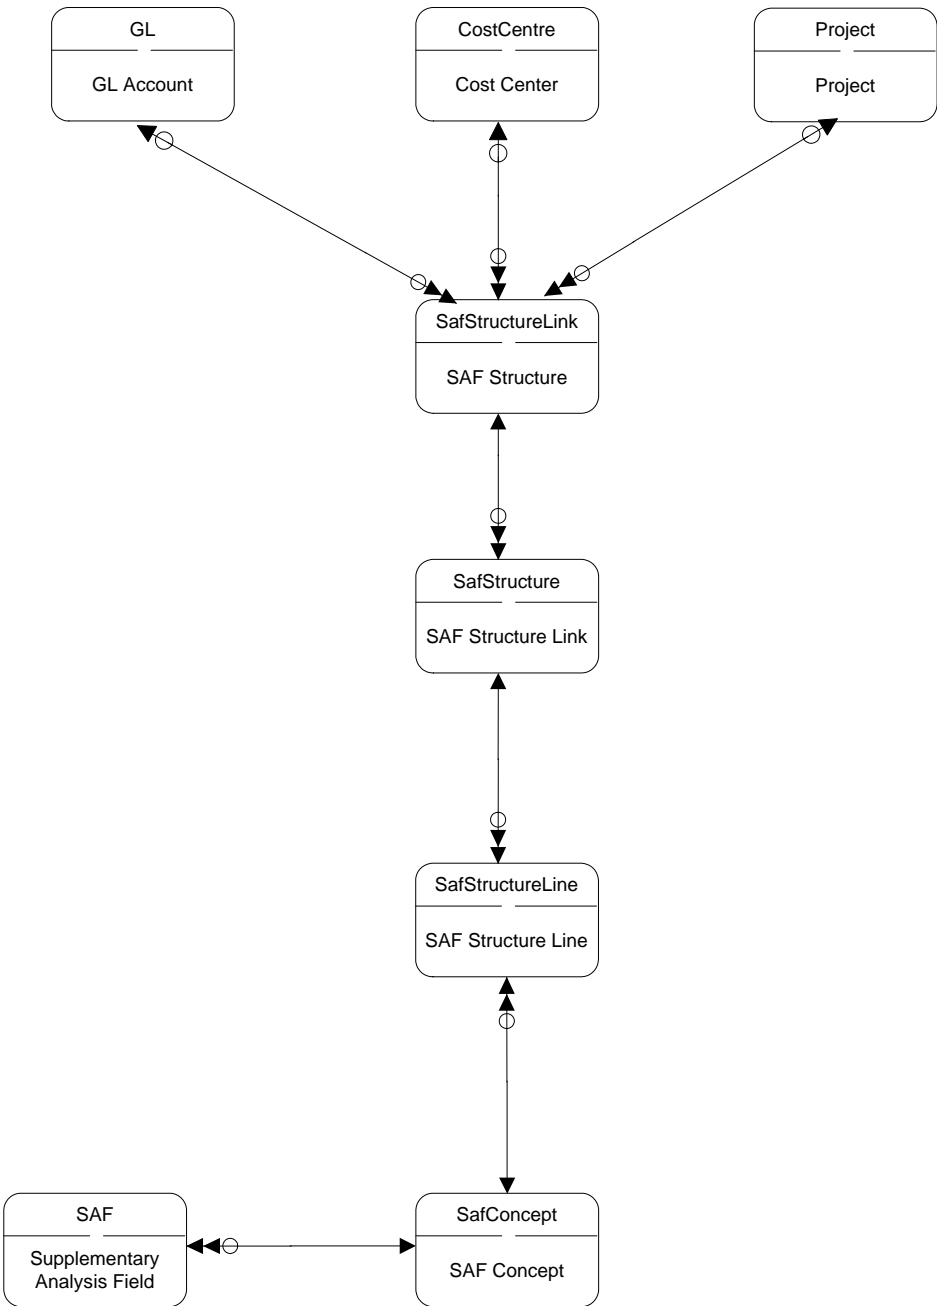 GL
GL Account
CostCentre
Cost Center
Project
Project
SafStructureLink
SAF Structure
SafStructure
SAF Structure Link
SafStructureLine
SAF Structure Line
SAF
Supplementary
Analysis Field
SafConcept
SAF Concept